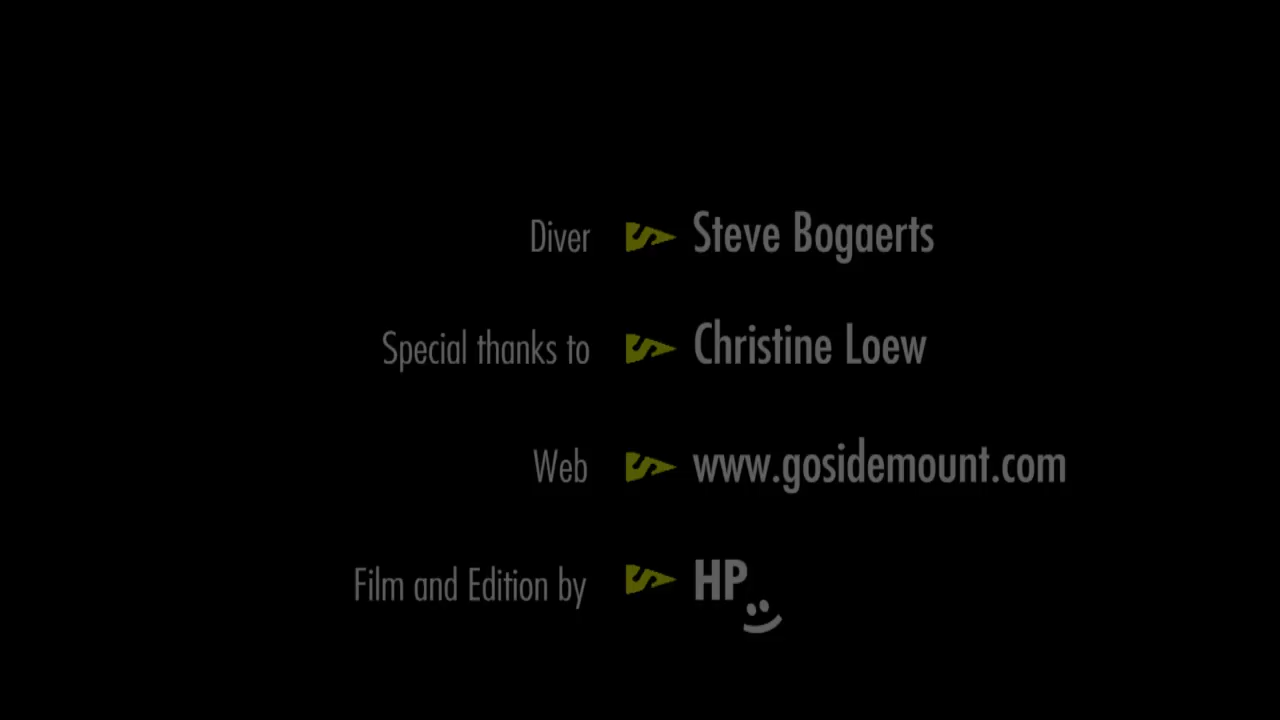 Diver Steve Bogaerts
Special thanks to Christine Loew
Web www.gosidemount.com
Film and Edition by HP